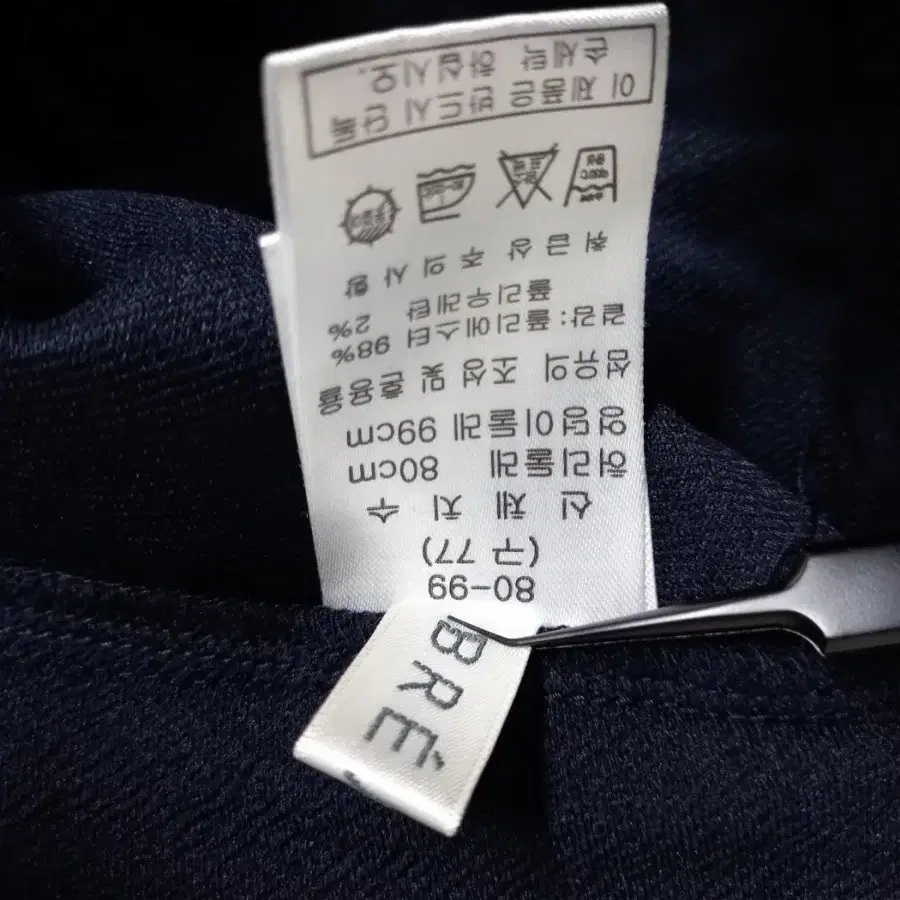 BRÉ
80-99
(구 77)
신 체 치 수
허리둘레 80cm
엉덩이둘레 99cm
섬유의 조성 및 혼용율
겉감: 폴리에스터 98%
폴리우레탄 2%
취 급 상 주 의 사 항
이 제품은 반드시 단독
손세탁 하십시오.